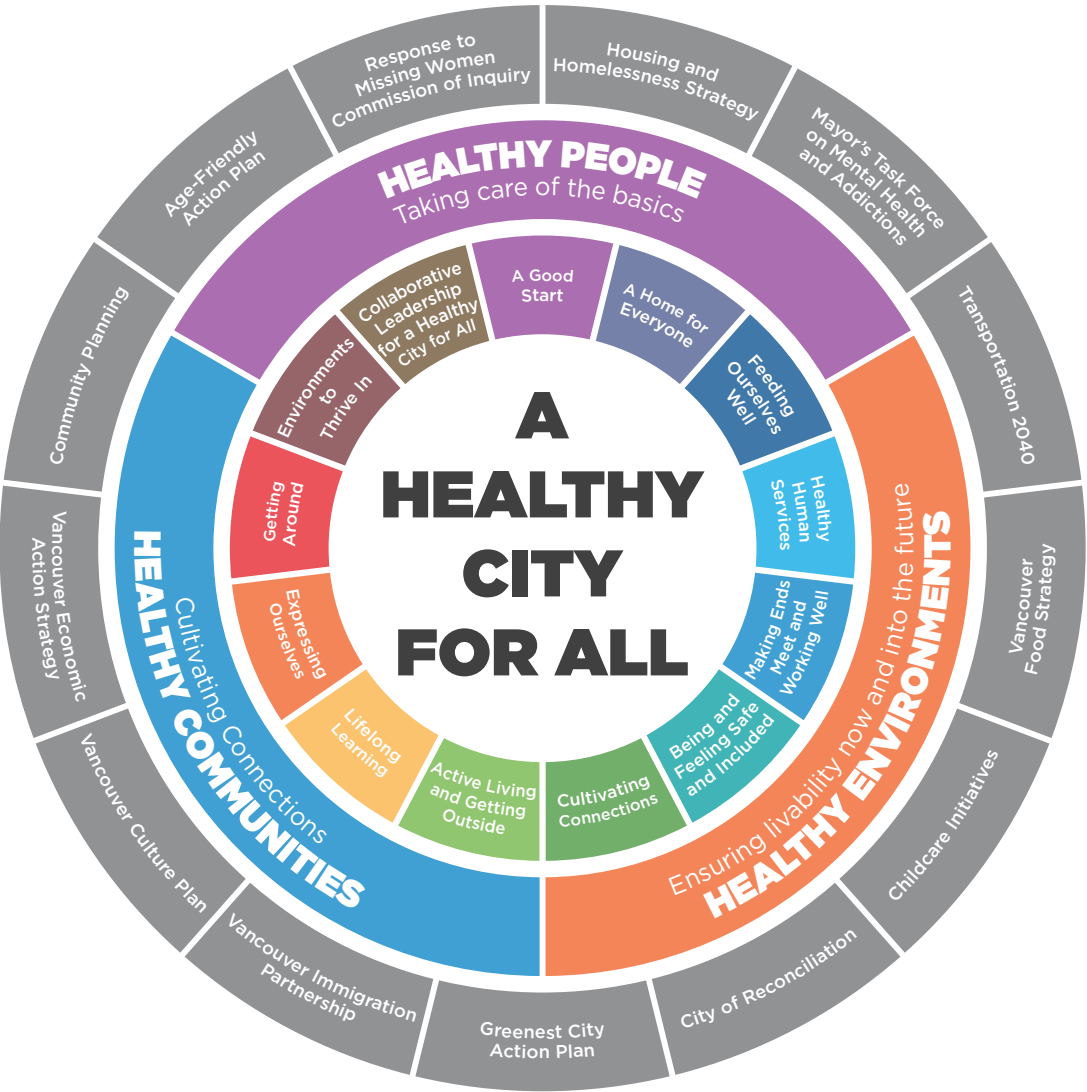 A
HEALTHY
CITY
FOR ALL
A Good
Start
A Home for
Everyone
Feeding
Ourselves
Well
Healthy
Human
Services
Making Ends
Meet and
Working Well
Being and
Feeling Safe
and Included
Cultivating
Connections
Active Living
and Getting
Outside
Lifelong
Learning
Expressing
Ourselves
Getting
Around
Environments
to
Thrive In
Collaborative
Leadership
for a Healthy
City for All
HEALTHY PEOPLE
Taking care of the basics
Ensuring livability now and into the future
HEALTHY ENVIRONMENTS
Cultivating Connections
HEALTHY COMMUNITIES
Housing and
Homelessness Strategy
Mayor's Task Force
on Mental Health
and Addictions
Transportation 2040
Vancouver
Food Strategy
Childcare Initiatives
City of Reconciliation
Greenest City
Action Plan
Vancouver Immigration
Partnership
Vancouver Culture Plan
Vancouver Economic
Action Strategy
Community Planning
Age-Friendly
Action Plan
Response to
Missing Women
Commission of Inquiry